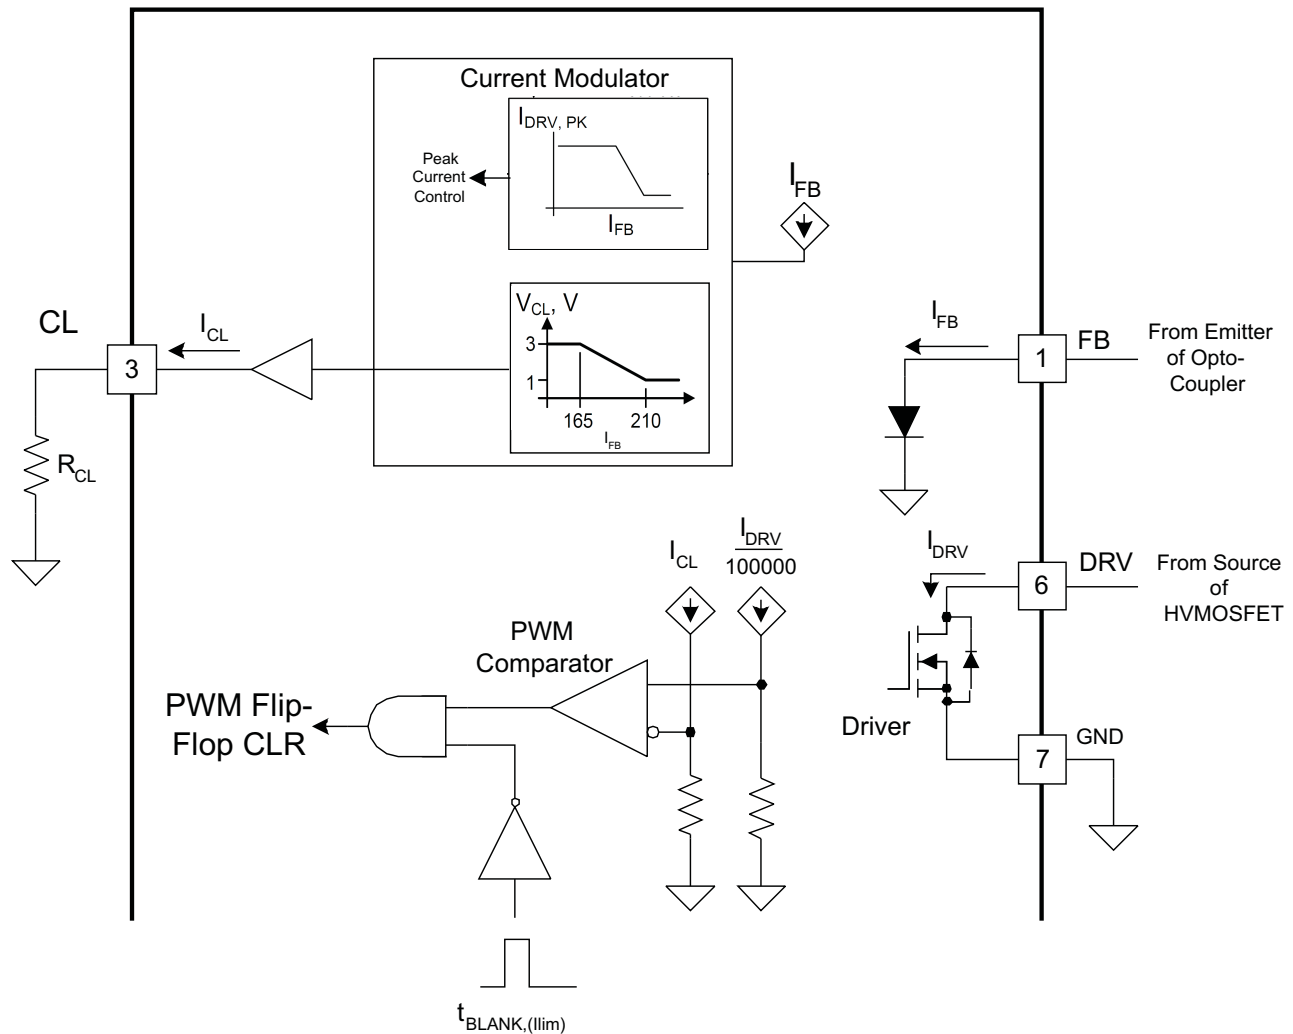 Current Modulator
I_DRV, PK
Peak
Current
Control
I_FB
I_FB
V_CL, V
3
1
165
210
I_FB
CL
I_CL
3
R_CL
I_FB
1
FB
From Emitter
of Opto-
Coupler
I_CL
I_DRV
100000
I_DRV
6
DRV
From Source
of
HVMOSFET
PWM
Comparator
PWM Flip-
Flop CLR
Driver
GND
7
t_BLANK,(Ilim)